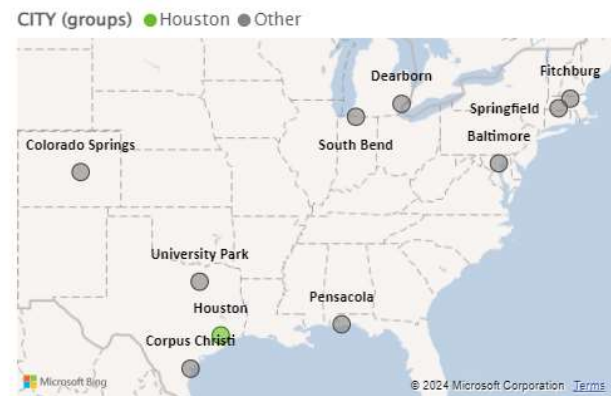 CITY (groups) Houston Other
Dearborn
Fitchburg
Springfield
Baltimore
South Bend
Colorado Springs
University Park
Houston
Pensacola
Corpus Christi
Microsoft Bing
© 2024 Microsoft Corporation Terms